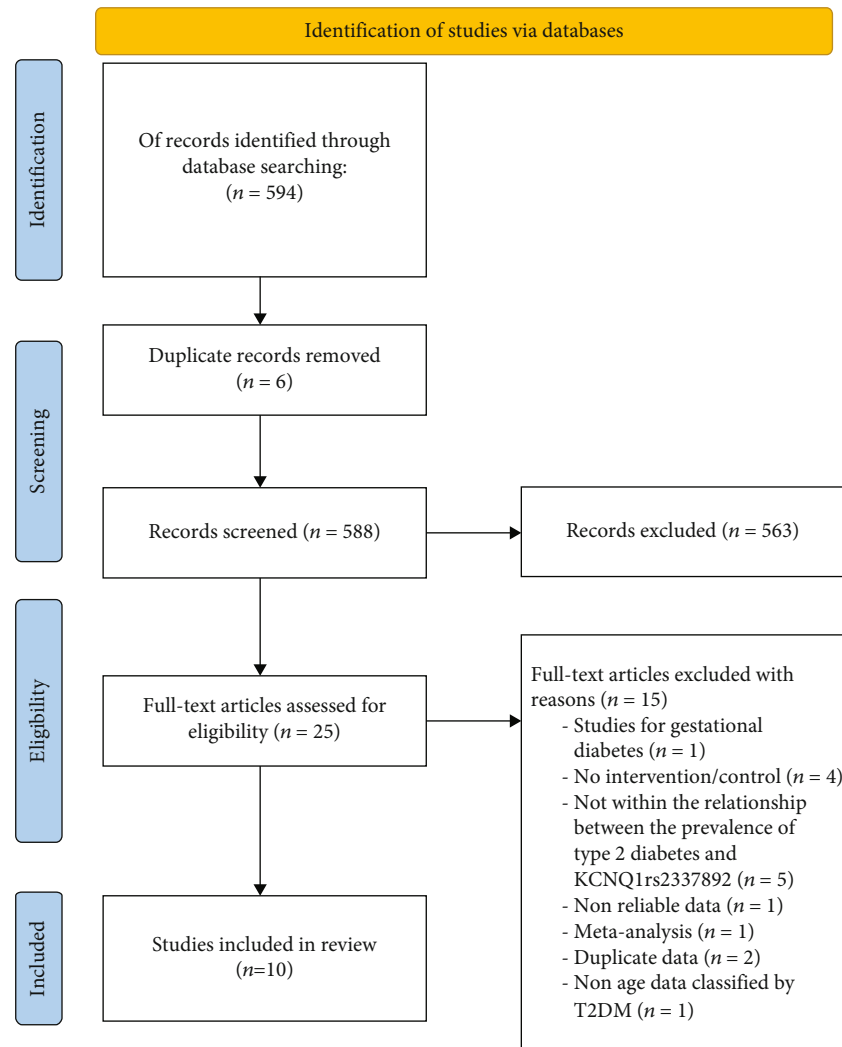 Identification of studies via databases
Identification
Of records identified through
database searching:
(n = 594)
Screening
Duplicate records removed
(n = 6)
Records screened (n = 588)
Records excluded (n = 563)
Eligibility
Full-text articles assessed for
eligibility (n = 25)
Full-text articles excluded with
reasons (n = 15)
- Studies for gestational
diabetes (n = 1)
- No intervention/control (n = 4)
- Not within the relationship
between the prevalence of
type 2 diabetes and
KCNQ1rs2337892 (n = 5)
- Non reliable data (n = 1)
- Meta-analysis (n = 1)
- Duplicate data (n = 2)
- Non age data classified by
T2DM (n = 1)
Included
Studies included in review
(n=10)